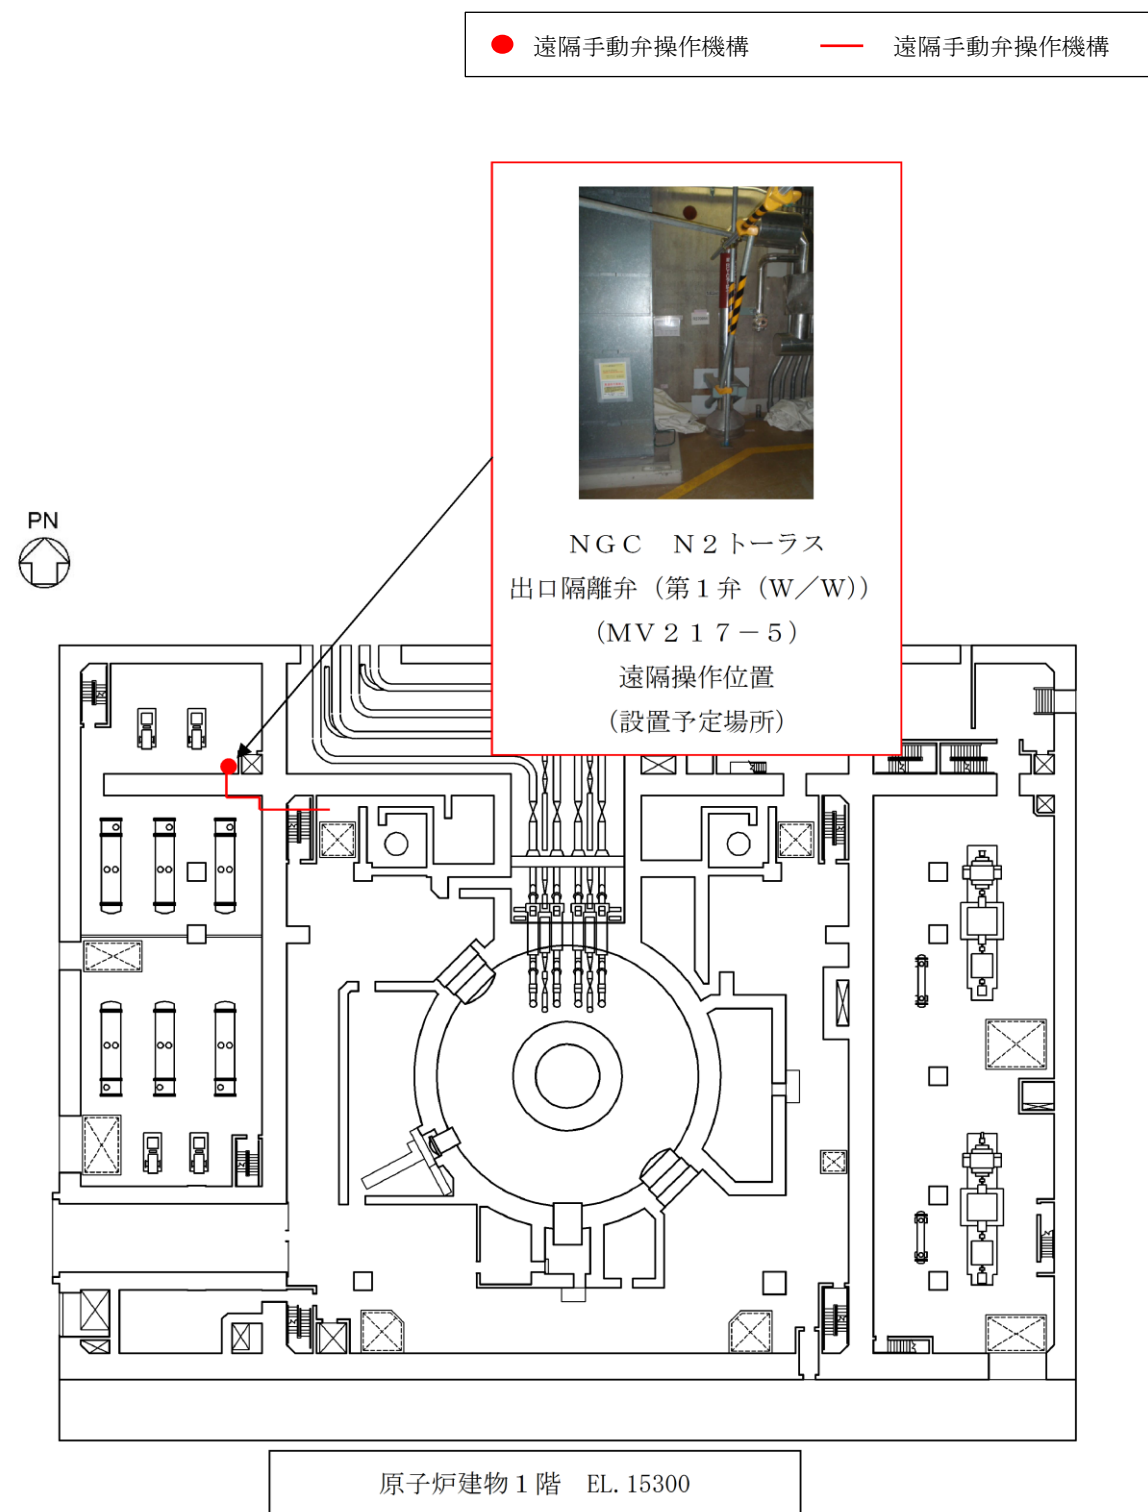 遠隔手動弁操作機構 遠隔手動弁操作機構
NGC N2トーラス
出口隔離弁（第1弁（W／W））
（MV217－5）
遠隔操作位置
（設置予定場所）
PN
原子炉建物1階 EL.15300